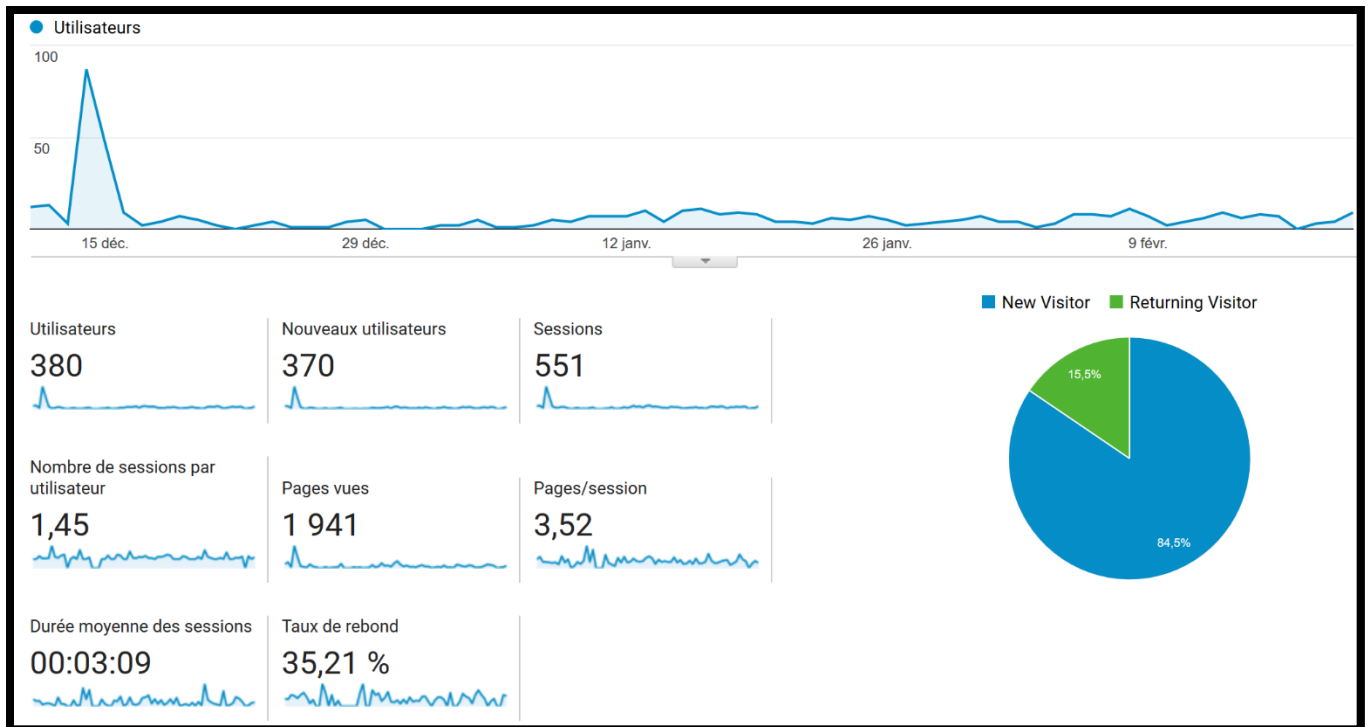 Utilisateurs
100
50
15 déc.
29 déc.
12 janv.
26 janv.
9 févr.
New Visitor
Returning Visitor
Utilisateurs
380
Nouveaux utilisateurs
370
Sessions
551
Nombre de sessions par
utilisateur
1,45
Pages vues
1 941
Pages/session
3,52
Durée moyenne des sessions
00:03:09
Taux de rebond
35,21 %
15,5%
84,5%